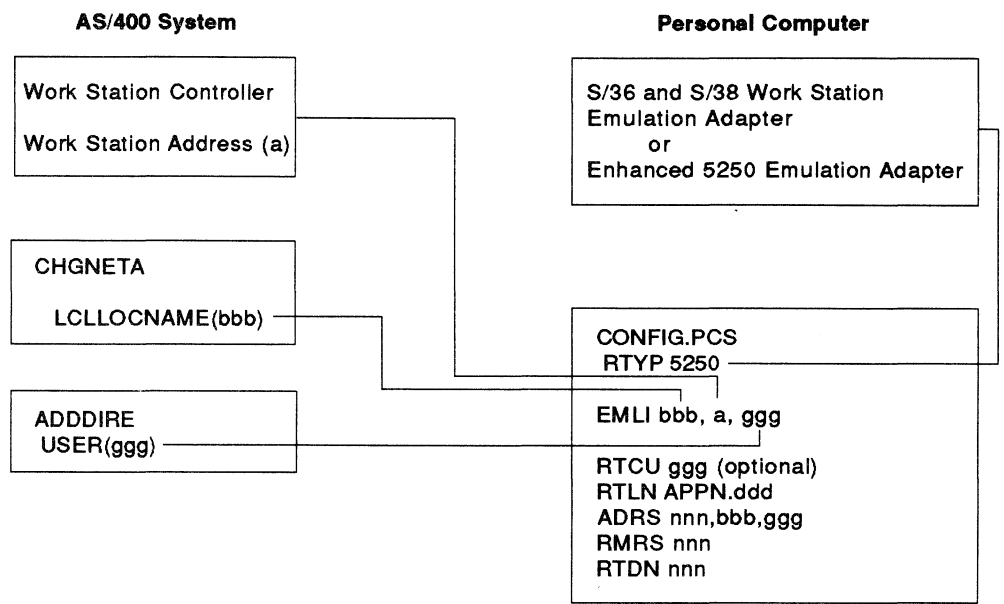 AS/400 System
Work Station Controller
Work Station Address (a)
CHGNETA
LCLLOCNAME(bbb)
ADDDIRE
USER(ggg)
Personal Computer
S/36 and S/38 Work Station
Emulation Adapter
or
Enhanced 5250 Emulation Adapter
CONFIG.PCS
RTYP 5250
EMLI bbb, a, ggg
RTCU ggg (optional)
RTLN APPN.ddd
ADRS nnn,bbb,ggg
RMRS nnn
RTDN nnn